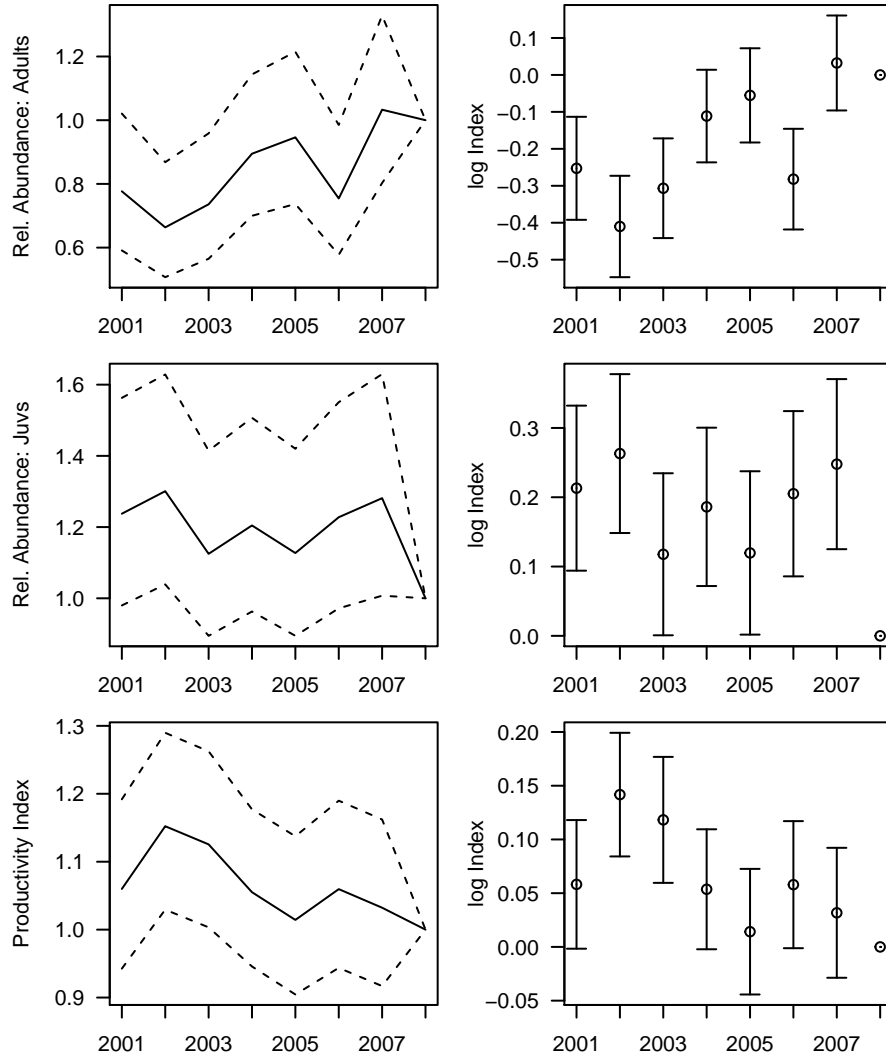 Rel. Abundance: Adults
1.2
1.0
0.8
0.6
2001 2003 2005 2007
log Index
0.1
0.0
−0.1
−0.2
−0.3
−0.4
−0.5
2001 2003 2005 2007
Rel. Abundance: Juvs
1.6
1.4
1.2
1.0
2001 2003 2005 2007
log Index
0.3
0.2
0.1
0.0
2001 2003 2005 2007
Productivity Index
1.3
1.2
1.1
1.0
0.9
2001 2003 2005 2007
log Index
0.20
0.15
0.10
0.05
0.00
−0.05
2001 2003 2005 2007